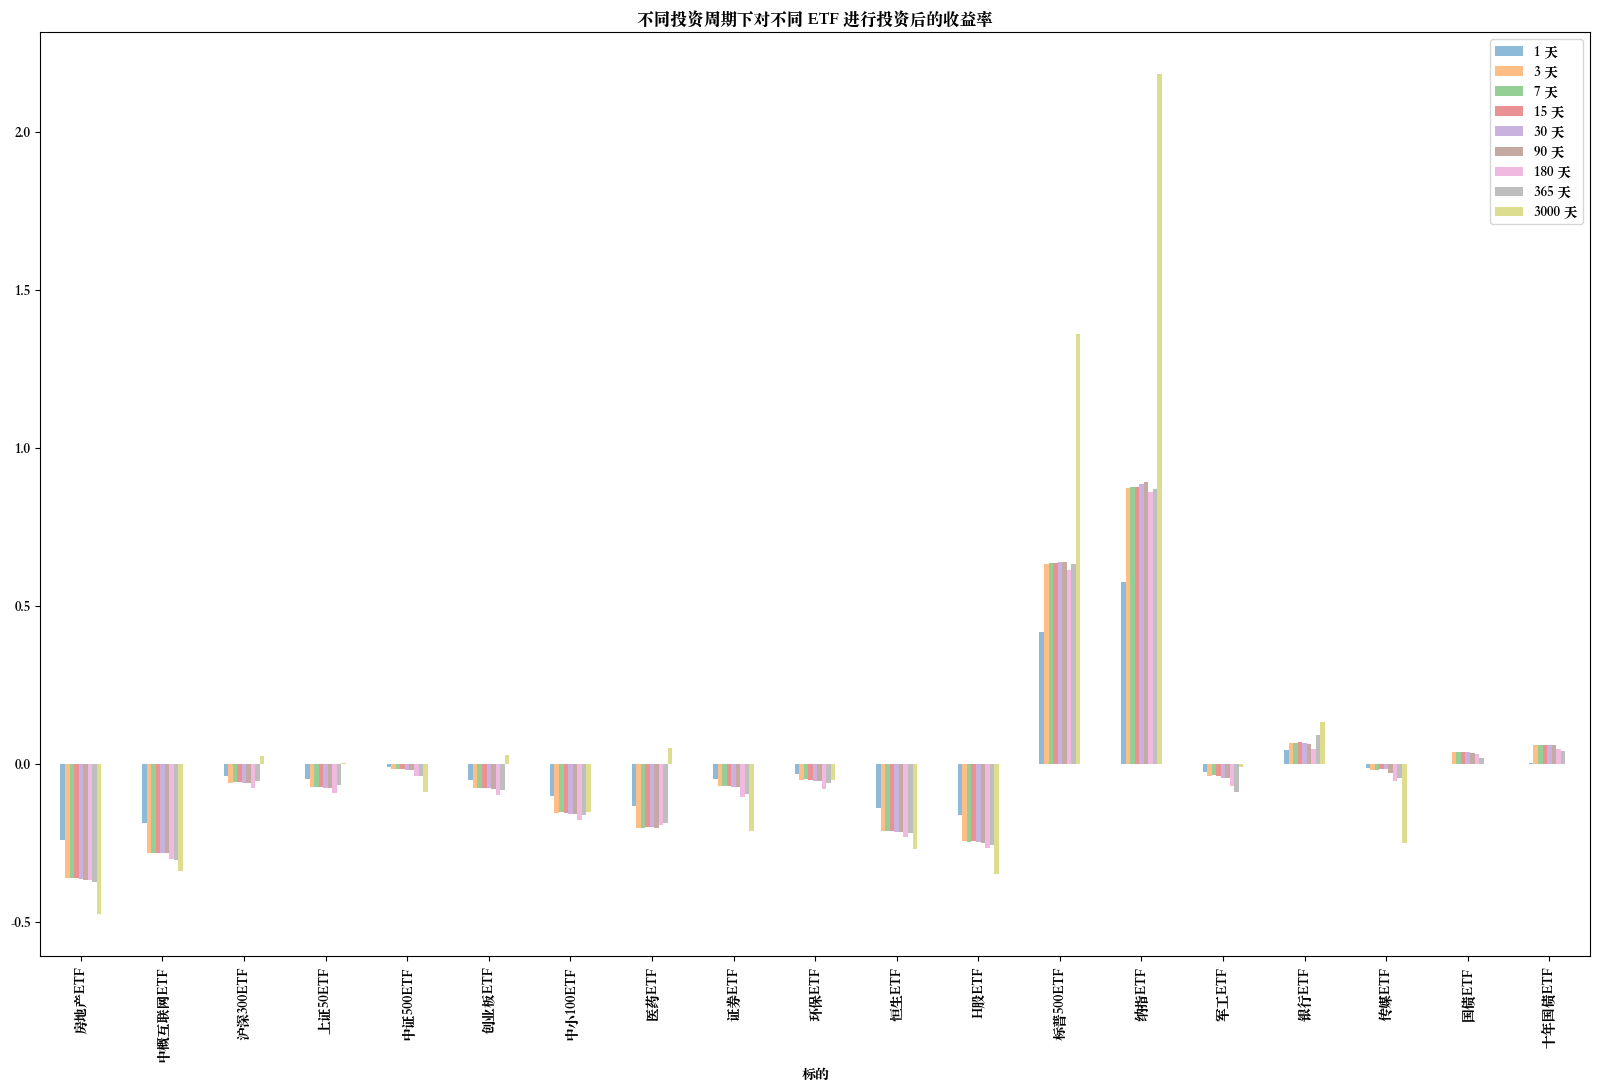 不同投资周期下对不同 ETF 进行投资后的收益率
1 天
3 天
7 天
15 天
30 天
90 天
180 天
365 天
3000 天
2.0
1.5
1.0
0.5
0.0
-0.5
房地产ETF
中概互联网ETF
沪深300ETF
上证50ETF
中证500ETF
创业板ETF
中小100ETF
医药ETF
证券ETF
环保ETF
恒生ETF
H股ETF
标普500ETF
纳指ETF
军工ETF
银行ETF
传媒ETF
国债ETF
十年国债ETF
标的